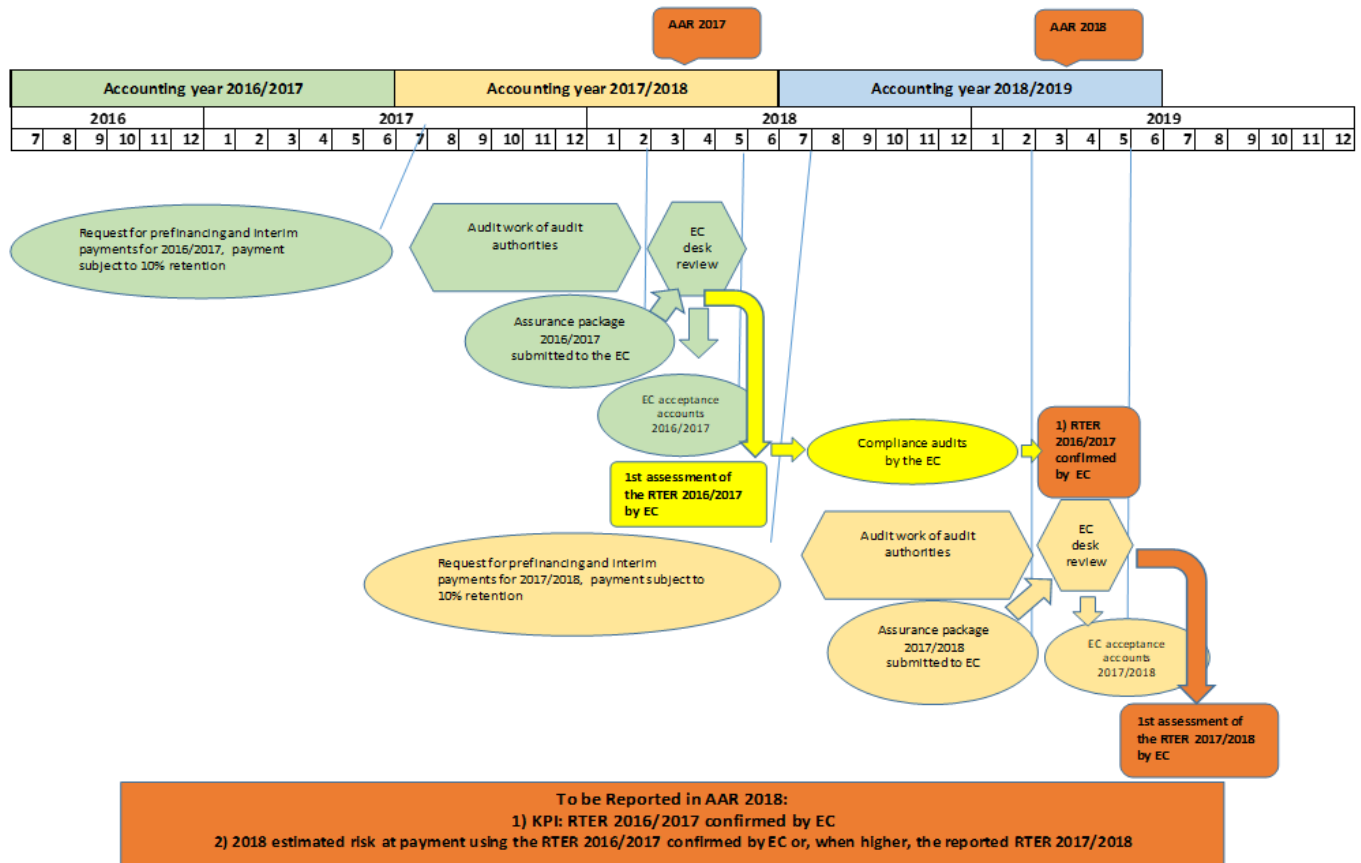 AAR 2017
AAR 2018
Accounting year 2016/2017
Accounting year 2017/2018
Accounting year 2018/2019
2016
2017
2018
2019
7 8 9 10 11 12 1 2 3 4 5 6 7 8 9 10 11 12 1 2 3 4 5 6 7 8 9 10 11 12 1 2 3 4 5 6 7 8 9 10 11 12
Request for prefinancing and interim
payments for 2016/2017, payment
subject to 10% retention
Audit work of audit
authorities
EC
desk
review
Assurance package
2016/2017
submitted to the EC
EC acceptance
accounts
2016/2017
1st assessment of
the RTER 2016/2017
by EC
Compliance audits
by the EC
1) RTER
2016/2017
confirmed
by EC
Request for prefinancing and interim
payments for 2017/2018, payment subject to
10% retention
Audit work of audit
authorities
EC
desk
review
Assurance package
2017/2018
submitted to EC
EC acceptance
accounts
2017/2018
1st assessment of
the RTER 2017/2018
by EC
To be Reported in AAR 2018:
1) KPI: RTER 2016/2017 confirmed by EC
2) 2018 estimated risk at payment using the RTER 2016/2017 confirmed by EC or, when higher, the reported RTER 2017/2018